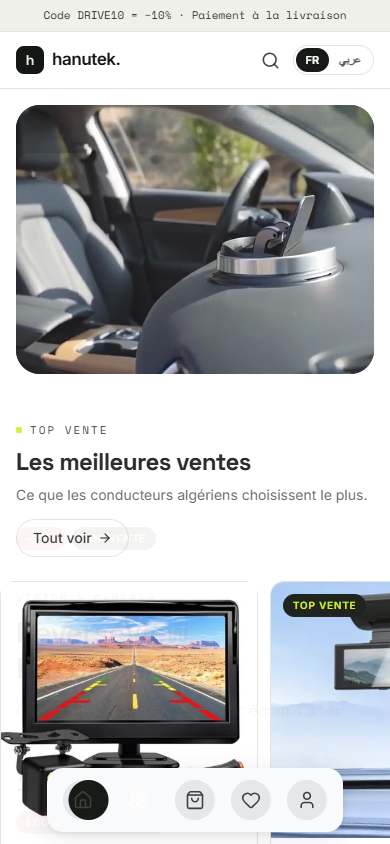 Code DRIVE10 = −10% · Paiement à la livraison
h hanutek.
FR عربي
TOP VENTE
Les meilleures ventes
Ce que les conducteurs algériens choisissent le plus.
Tout voir →
TOP VENTE